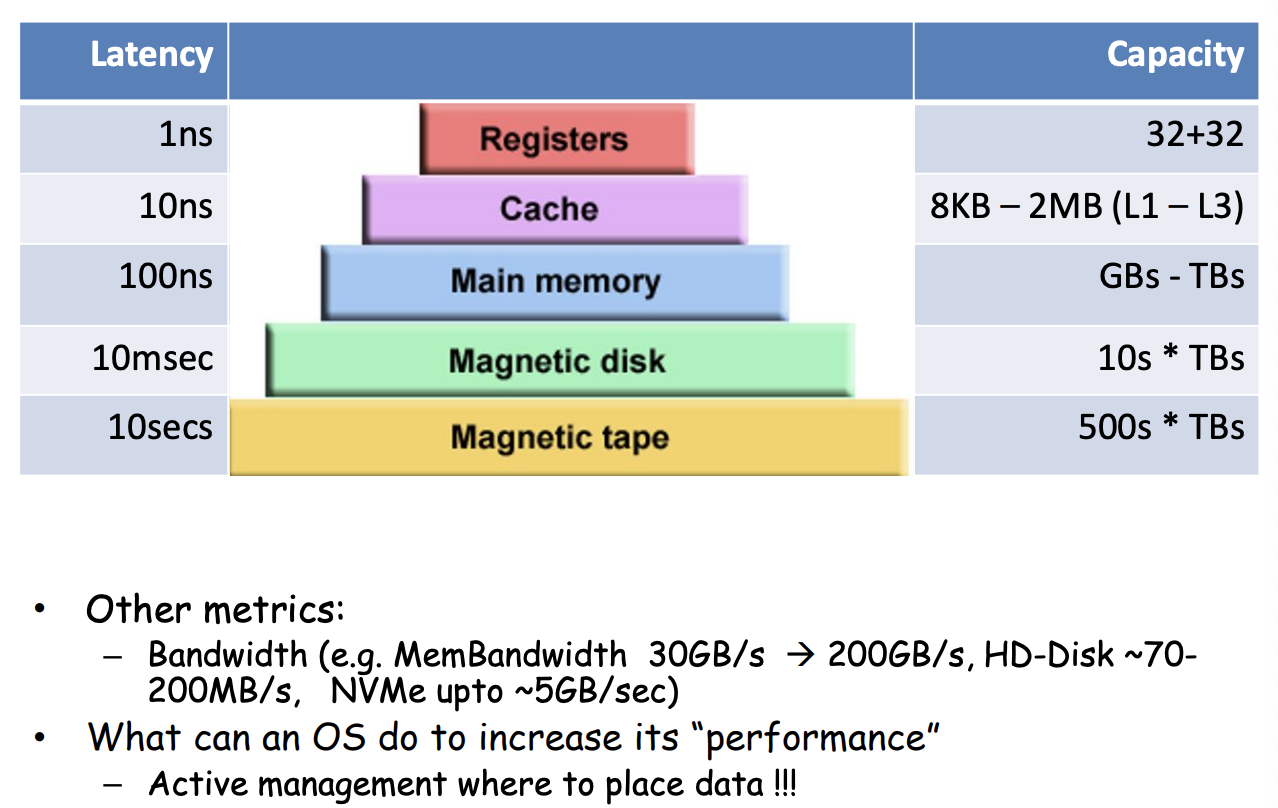 Latency Capacity
1ns Registers 32+32
10ns Cache 8KB – 2MB (L1 – L3)
100ns Main memory GBs - TBs
10msec Magnetic disk 10s * TBs
10secs Magnetic tape 500s * TBs
• Other metrics:
– Bandwidth (e.g. MemBandwidth 30GB/s → 200GB/s, HD-Disk ~70-
200MB/s, NVMe upto ~5GB/sec)
• What can an OS do to increase its “performance”
– Active management where to place data !!!